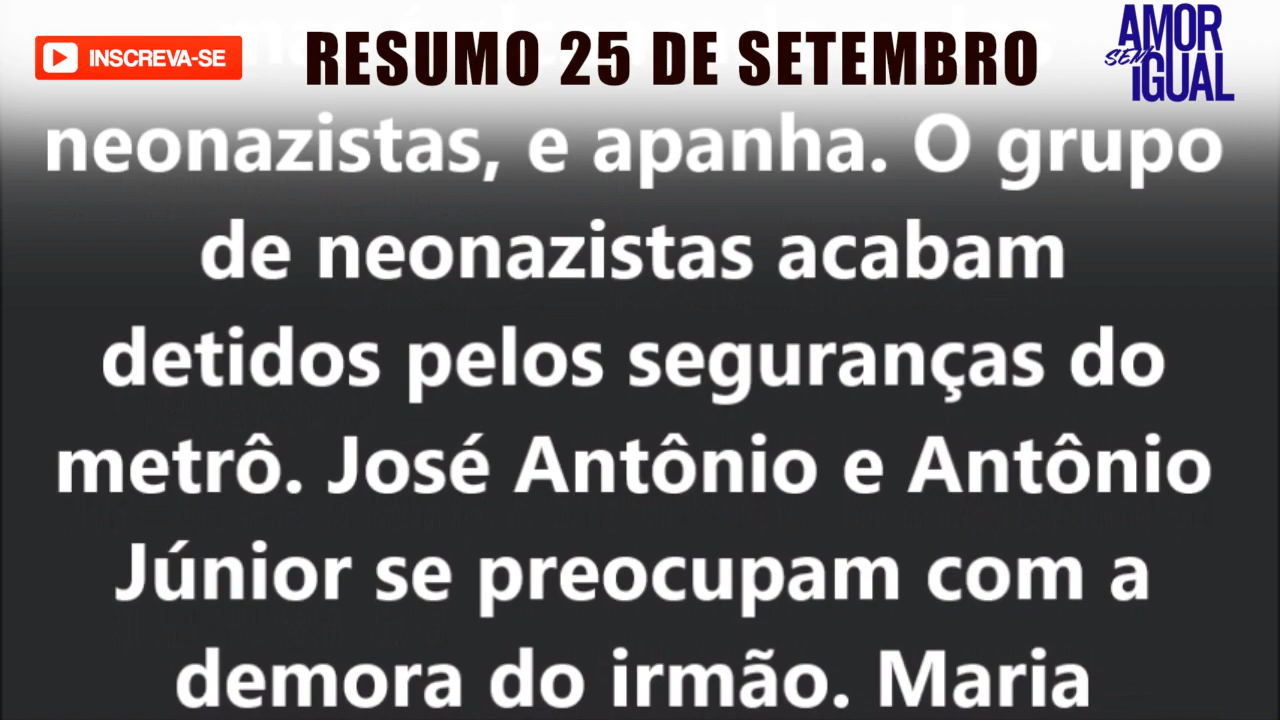 INSCREVA-SE
RESUMO 25 DE SETEMBRO
AMOR
SEM
IGUAL
neonazistas, e apanha. O grupo
de neonazistas acabam
detidos pelos seguranças do
metrô. José Antônio e Antônio
Júnior se preocupam com a
demora do irmão. Maria